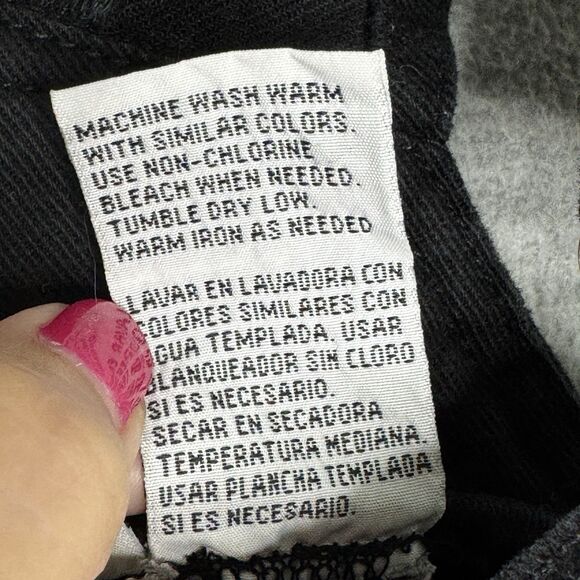 MACHINE WASH WARM
WITH SIMILAR COLORS.
USE NON-CHLORINE
BLEACH WHEN NEEDED.
TUMBLE DRY LOW.
WARM IRON AS NEEDED
LAVAR EN LAVADORA CON
COLORES SIMILARES CON
AGUA TEMPLADA. USAR
BLANQUEADOR SIN CLORO
SI ES NECESARIO.
SECAR EN SECADORA
TEMPERATURA MEDIANA.
USAR PLANCHA TEMPLADA
SI ES NECESARIO.